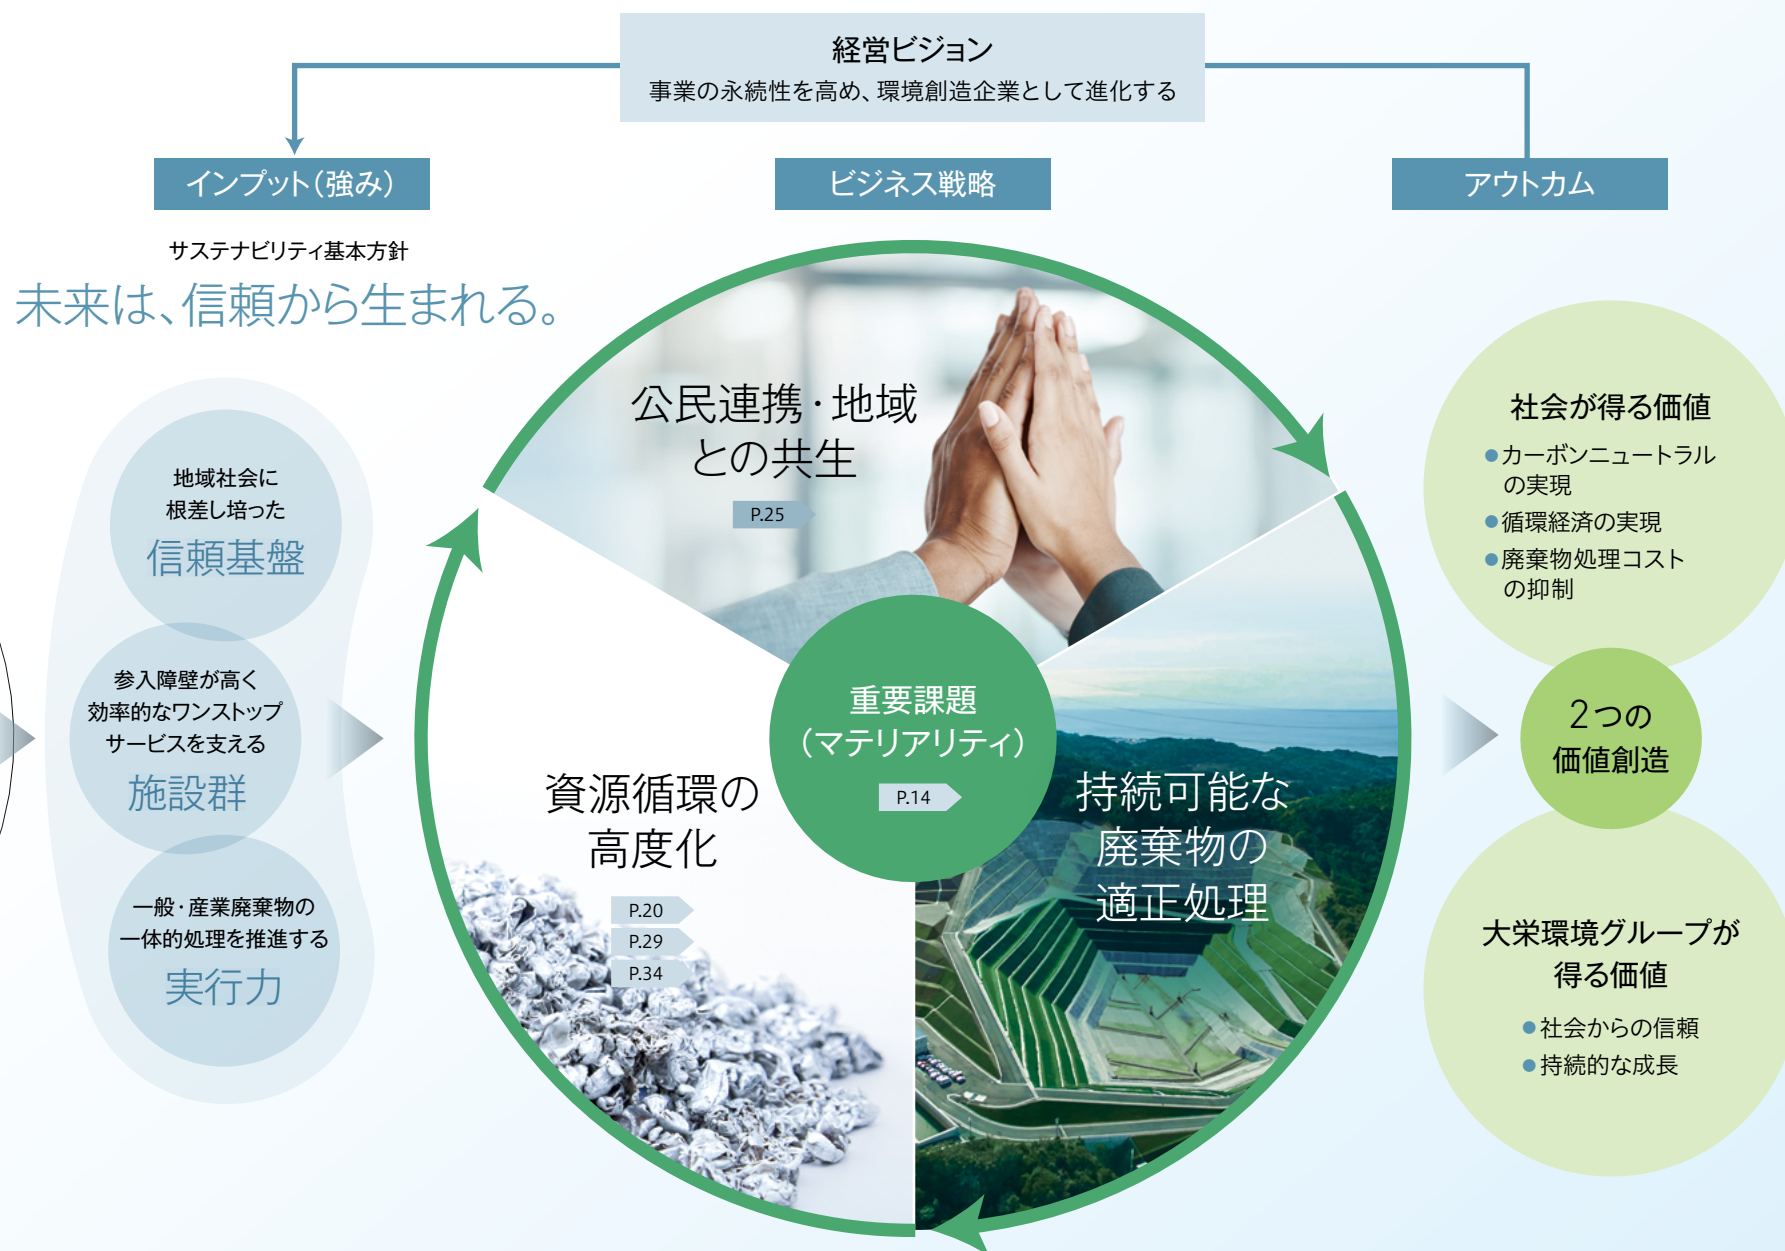 経営ビジョン
事業の永続性を高め、環境創造企業として進化する
インプット（強み）
ビジネス戦略
アウトカム
サステナビリティ基本方針
未来は、信頼から生まれる。
地域社会に
根差し培った
信頼基盤
参入障壁が高く
効率的なワンストップ
サービスを支える
施設群
一般・産業廃棄物の
一体的処理を推進する
実行力
公民連携・地域
との共生
P.25
重要課題
（マテリアリティ）
P.14
資源循環の
高度化
P.20
P.29
P.34
持続可能な
廃棄物の
適正処理
社会が得る価値
●カーボンニュートラル
の実現
●循環経済の実現
●廃棄物処理コスト
の抑制
2つの
価値創造
大栄環境グループが
得る価値
●社会からの信頼
●持続的な成長